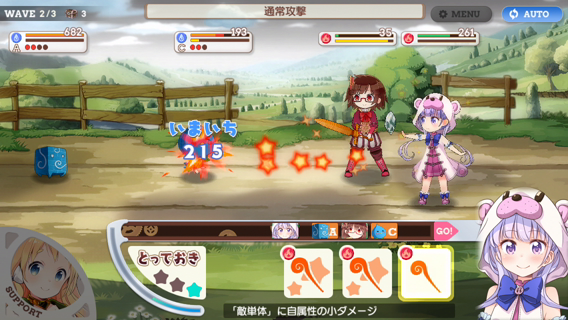 WAVE 2/3
3
通常攻撃
MENU
AUTO
682
A
193
C
35
261
いまいち
215
A
C
GO!
とっておき
SUPPORT
「敵単体」に自属性の小ダメージ